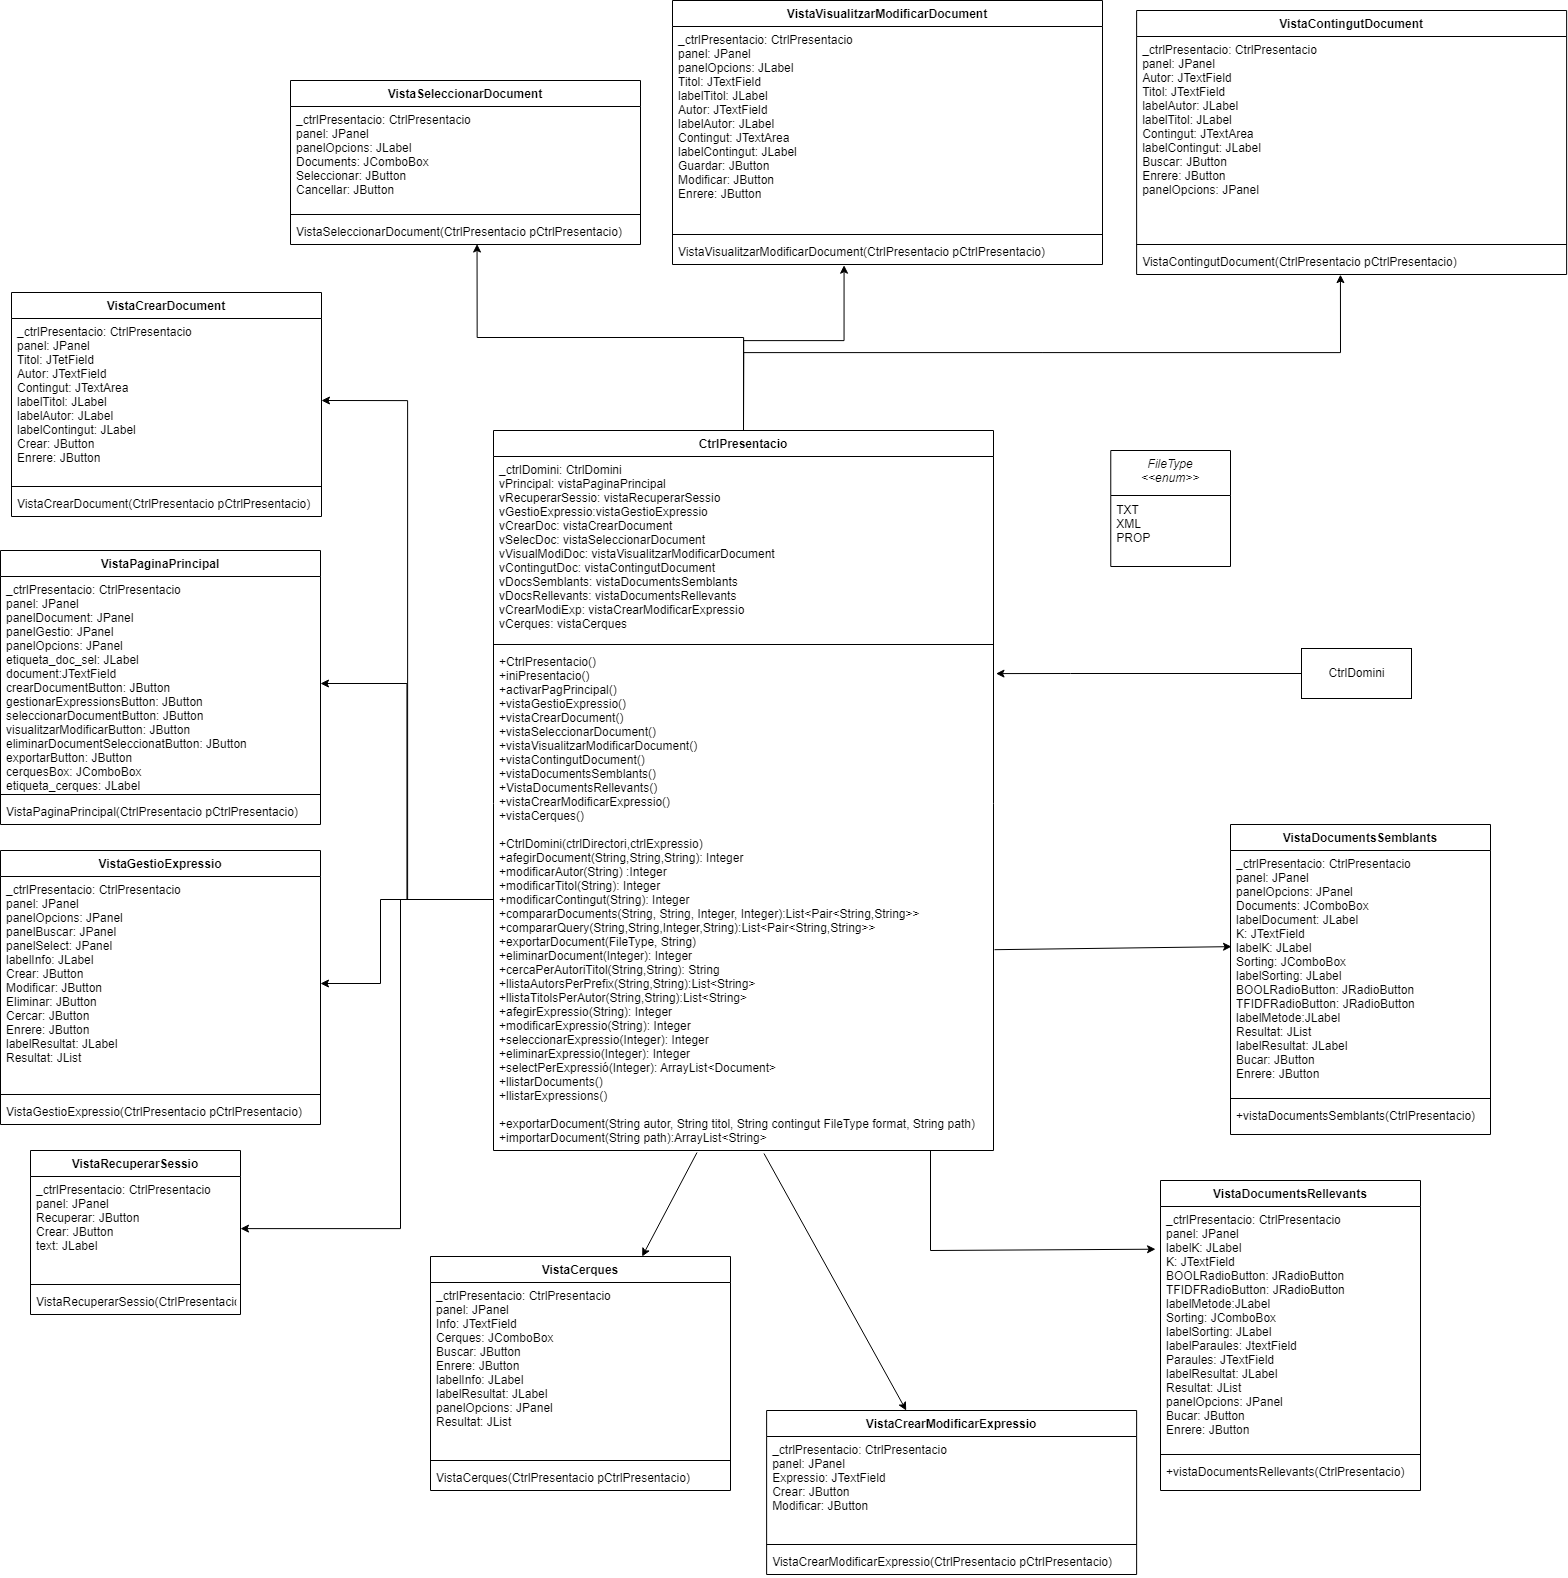 VistaVisualitzarModificarDocument
_ctrlPresentacio: CtrlPresentacio
panel: JPanel
panelOpcions: JLabel
Titol: JTextField
labelTitol: JLabel
Autor: JTextField
labelAutor: JLabel
Contingut: JTextArea
labelContingut: JLabel
Guardar: JButton
Modificar: JButton
Enrere: JButton
VistaVisualitzarModificarDocument(CtrlPresentacio pCtrlPresentacio)
VistaContingutDocument
_ctrlPresentacio: CtrlPresentacio
panel: JPanel
Autor: JTextField
Titol: JTextField
labelAutor: JLabel
labelTitol: JLabel
Contingut: JTextArea
labelContingut: JLabel
Buscar: JButton
Enrere: JButton
panelOpcions: JPanel
VistaContingutDocument(CtrlPresentacio pCtrlPresentacio)
VistaSeleccionarDocument
_ctrlPresentacio: CtrlPresentacio
panel: JPanel
panelOpcions: JLabel
Documents: JComboBox
Seleccionar: JButton
Cancellar: JButton
VistaSeleccionarDocument(CtrlPresentacio pCtrlPresentacio)
VistaCrearDocument
_ctrlPresentacio: CtrlPresentacio
panel: JPanel
Titol: JTetField
Autor: JTextField
Contingut: JTextArea
labelTitol: JLabel
labelAutor: JLabel
labelContingut: JLabel
Crear: JButton
Enrere: JButton
VistaCrearDocument(CtrlPresentacio pCtrlPresentacio)
CtrlPresentacio
_ctrlDomini: CtrlDomini
vPrincipal: vistaPaginaPrincipal
vRecuperarSessio: vistaRecuperarSessio
vGestioExpressio:vistaGestioExpressio
vCrearDoc: vistaCrearDocument
vSelecDoc: vistaSeleccionarDocument
vVisualModiDoc: vistaVisualitzarModificarDocument
vContingutDoc: vistaContingutDocument
vDocsSemblants: vistaDocumentsSemblants
vDocsRellevants: vistaDocumentsRellevants
vCrearModiExp: vistaCrearModificarExpressio
vCerques: vistaCerques
+CtrlPresentacio()
+iniPresentacio()
+activarPagPrincipal()
+vistaGestioExpressio()
+vistaCrearDocument()
+vistaSeleccionarDocument()
+vistaVisualitzarModificarDocument()
+vistaContingutDocument()
+vistaDocumentsSemblants()
+VistaDocumentsRellevants()
+vistaCrearModificarExpressio()
+vistaCerques()
+CtrlDomini(ctrlDirectori,ctrlExpressio)
+afegirDocument(String,String,String): Integer
+modificarAutor(String) :Integer
+modificarTitol(String): Integer
+modificarContingut(String): Integer
+compararDocuments(String, String, Integer, Integer):List<Pair<String,String>>
+compararQuery(String,String,Integer,String):List<Pair<String,String>>
+exportarDocument(FileType, String)
+eliminarDocument(Integer): Integer
+cercaPerAutoriTitol(String,String): String
+llistaAutorsPerPrefix(String,String):List<String>
+llistaTitolsPerAutor(String,String):List<String>
+afegirExpressio(String): Integer
+modificarExpressio(String): Integer
+seleccionarExpressio(Integer): Integer
+eliminarExpressio(Integer): Integer
+selectPerExpressió(Integer): ArrayList<Document>
+llistarDocuments()
+llistarExpressions()
+exportarDocument(String autor, String titol, String contingut FileType format, String path)
+importarDocument(String path):ArrayList<String>
FileType
<<enum>>
TXT
XML
PROP
CtrlDomini
VistaPaginaPrincipal
_ctrlPresentacio: CtrlPresentacio
panel: JPanel
panelDocument: JPanel
panelGestio: JPanel
panelOpcions: JPanel
etiqueta_doc_sel: JLabel
document:JTextField
crearDocumentButton: JButton
gestionarExpressionsButton: JButton
seleccionarDocumentButton: JButton
visualitzarModificarButton: JButton
eliminarDocumentSeleccionatButton: JButton
exportarButton: JButton
cerquesBox: JComboBox
etiqueta_cerques: JLabel
VistaPaginaPrincipal(CtrlPresentacio pCtrlPresentacio)
VistaGestioExpressio
_ctrlPresentacio: CtrlPresentacio
panel: JPanel
panelOpcions: JPanel
panelBuscar: JPanel
panelSelect: JPanel
labelInfo: JLabel
Crear: JButton
Modificar: JButton
Eliminar: JButton
Cercar: JButton
Enrere: JButton
labelResultat: JLabel
Resultat: JList
VistaGestioExpressio(CtrlPresentacio pCtrlPresentacio)
VistaDocumentsSemblants
_ctrlPresentacio: CtrlPresentacio
panel: JPanel
panelOpcions: JPanel
Documents: JComboBox
labelDocument: JLabel
K: JTextField
labelK: JLabel
Sorting: JComboBox
labelSorting: JLabel
BOOLRadioButton: JRadioButton
TFIDFRadioButton: JRadioButton
labelMetode:JLabel
Resultat: JList
labelResultat: JLabel
Bucar: JButton
Enrere: JButton
+vistaDocumentsSemblants(CtrlPresentacio)
VistaRecuperarSessio
_ctrlPresentacio: CtrlPresentacio
panel: JPanel
Recuperar: JButton
Crear: JButton
text: JLabel
VistaRecuperarSessio(CtrlPresentacio
VistaDocumentsRellevants
_ctrlPresentacio: CtrlPresentacio
panel: JPanel
labelK: JLabel
K: JTextField
BOOLRadioButton: JRadioButton
TFIDFRadioButton: JRadioButton
labelMetode:JLabel
Sorting: JComboBox
labelSorting: JLabel
labelParaules: JtextField
Paraules: JTextField
labelResultat: JLabel
Resultat: JList
panelOpcions: JPanel
Bucar: JButton
Enrere: JButton
+vistaDocumentsRellevants(CtrlPresentacio)
VistaCerques
_ctrlPresentacio: CtrlPresentacio
panel: JPanel
Info: JTextField
Cerques: JComboBox
Buscar: JButton
Enrere: JButton
labelInfo: JLabel
labelResultat: JLabel
panelOpcions: JPanel
Resultat: JList
VistaCerques(CtrlPresentacio pCtrlPresentacio)
VistaCrearModificarExpressio
_ctrlPresentacio: CtrlPresentacio
panel: JPanel
Expressio: JTextField
Crear: JButton
Modificar: JButton
VistaCrearModificarExpressio(CtrlPresentacio pCtrlPresentacio)